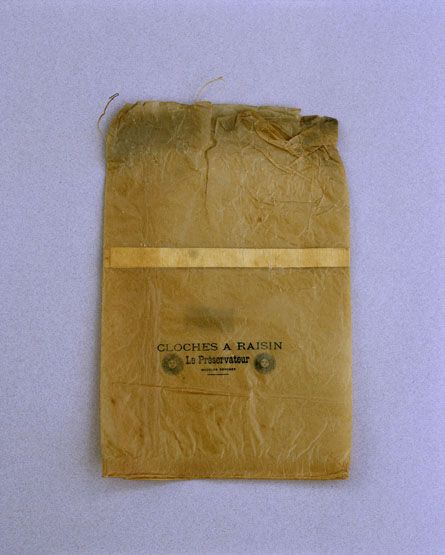 CLOCHES A RAISIN
Le Préservateur